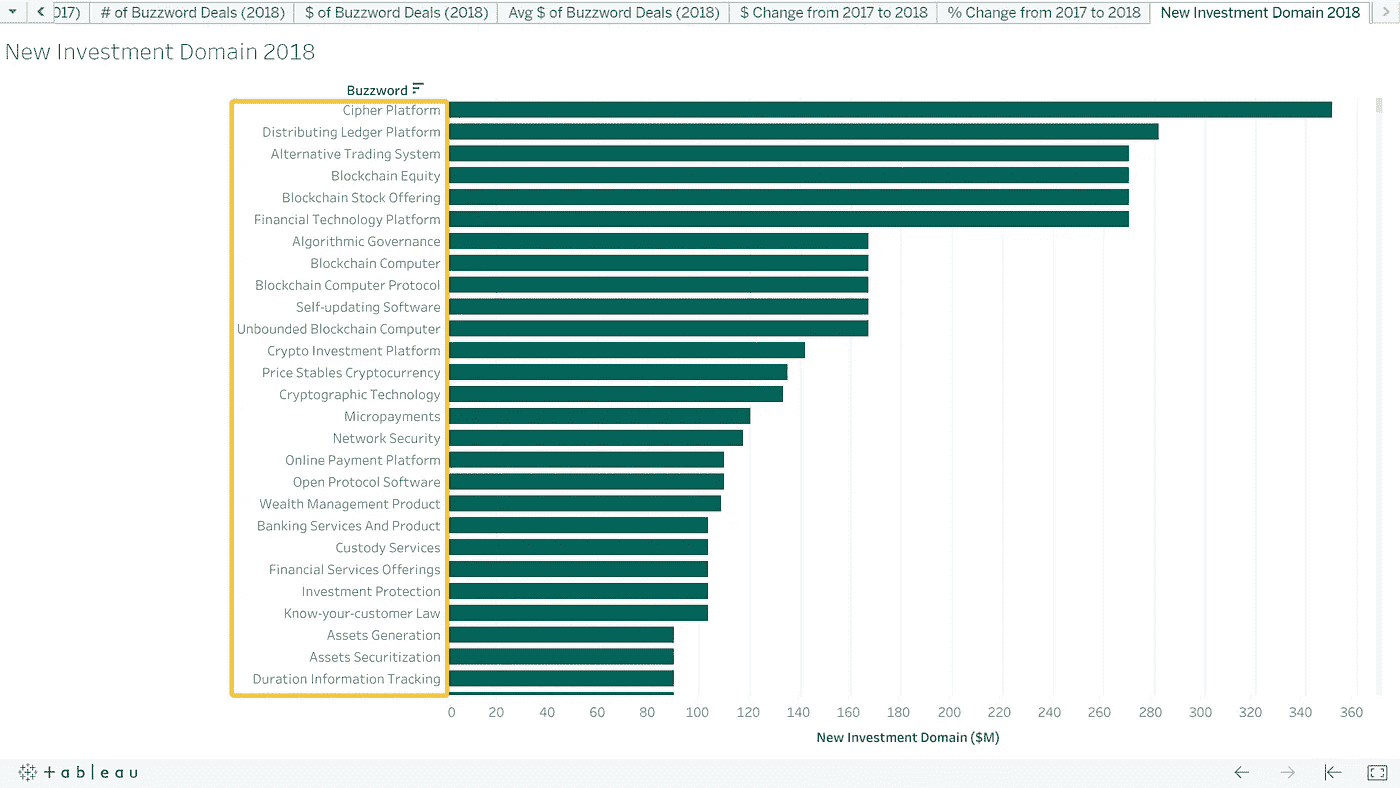 017) # of Buzzword Deals (2018) $ of Buzzword Deals (2018) Avg $ of Buzzword Deals (2018) $ Change from 2017 to 2018 % Change from 2017 to 2018 New Investment Domain 2018
New Investment Domain 2018
Buzzword
Cipher Platform
Distributing Ledger Platform
Alternative Trading System
Blockchain Equity
Blockchain Stock Offering
Financial Technology Platform
Algorithmic Governance
Blockchain Computer
Blockchain Computer Protocol
Self-updating Software
Unbounded Blockchain Computer
Crypto Investment Platform
Price Stables Cryptocurrency
Cryptographic Technology
Micropayments
Network Security
Online Payment Platform
Open Protocol Software
Wealth Management Product
Banking Services And Product
Custody Services
Financial Services Offerings
Investment Protection
Know-your-customer Law
Assets Generation
Assets Securitization
Duration Information Tracking
0 20 40 60 80 100 120 140 160 180 200 220 240 260 280 300 320 340 360
New Investment Domain ($M)
+ a b l e a u